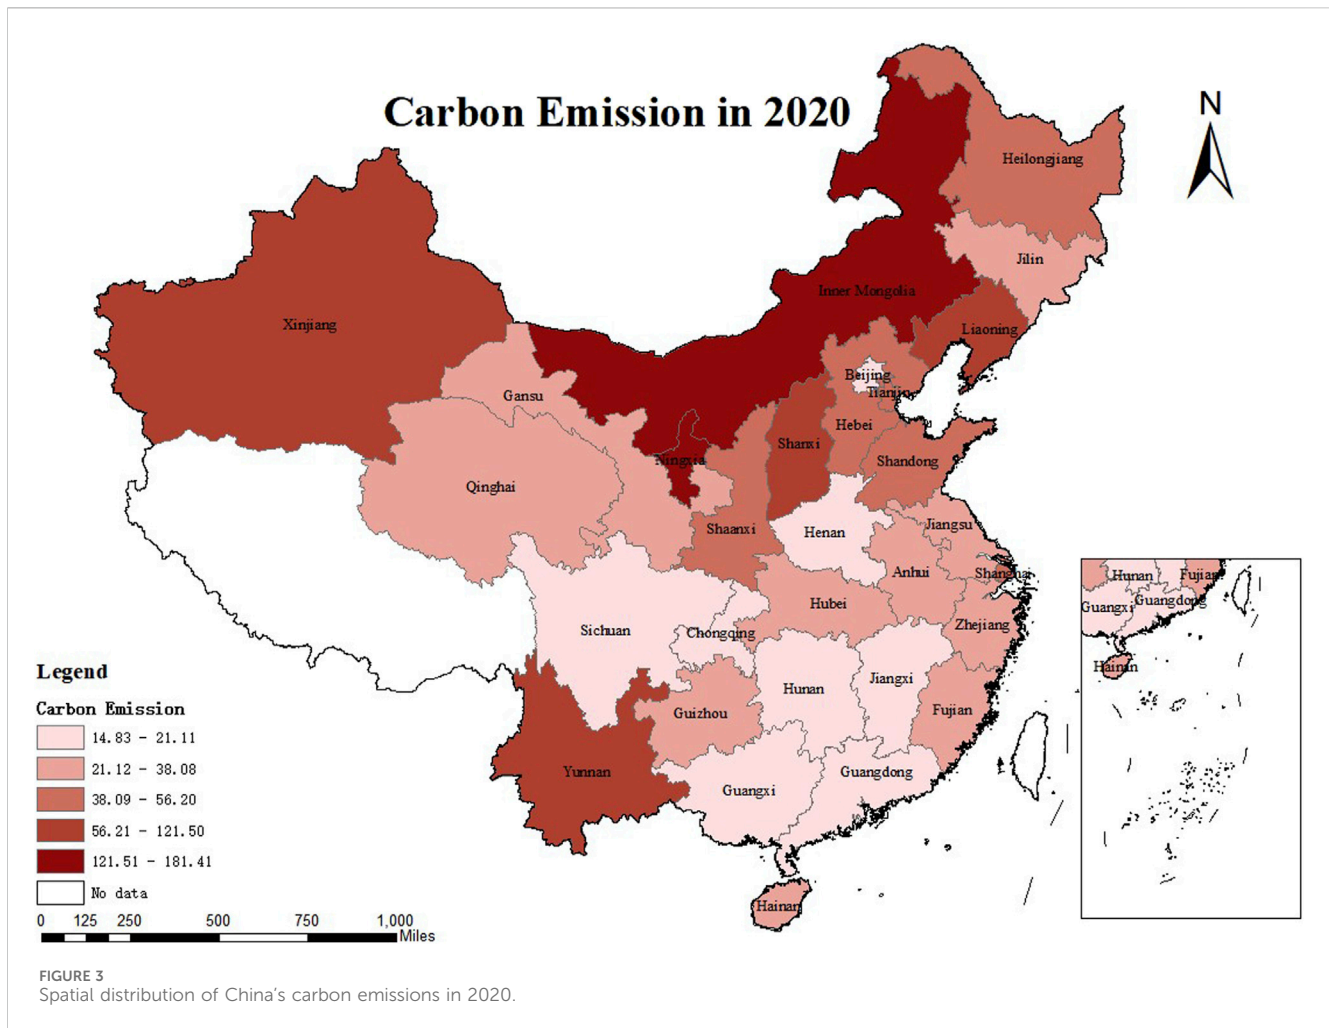 Carbon Emission in 2020
N
Heilongjiang
Jilin
Inner Mongolia
Xinjiang
Liaoning
Beijing
Tianjin
Gansu
Hebei
Shanxi
Ningxia
Shandong
Qinghai
Shaanxi
Henan
Jiangsu
Anhui
Shanghai
Hubei
Zhejiang
Sichuan
Chongqing
Hunan
Jiangxi
Guizhou
Fujian
Yunnan
Guangxi
Guangdong
Hainan
Hunan
Fujian
Guangxi
Guangdong
Hainan
Legend
Carbon Emission
14.83 - 21.11
21.12 - 38.08
38.09 - 56.20
56.21 - 121.50
121.51 - 181.41
No data
0 125 250 500 750 1,000
Miles
FIGURE 3
Spatial distribution of China's carbon emissions in 2020.